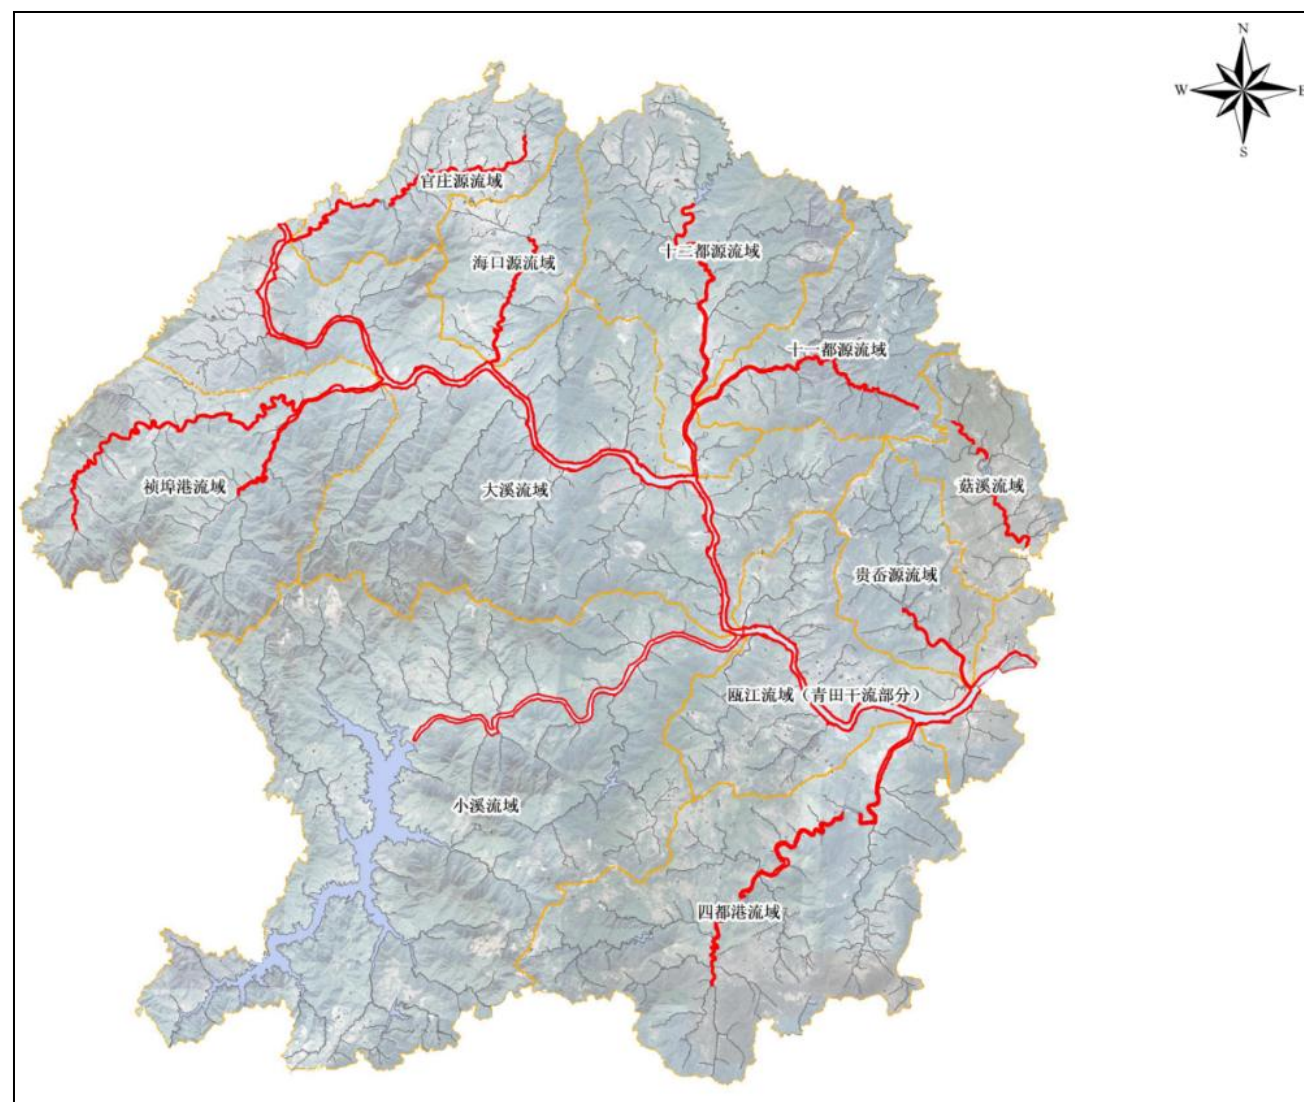 N
W
E
S
官庄源流域
十二都源流域
海口源流域
十一都源流域
祯埠港流域
大溪流域
菇溪流域
贵岙源流域
瓯江流域（青田干流部分）
小溪流域
四都港流域